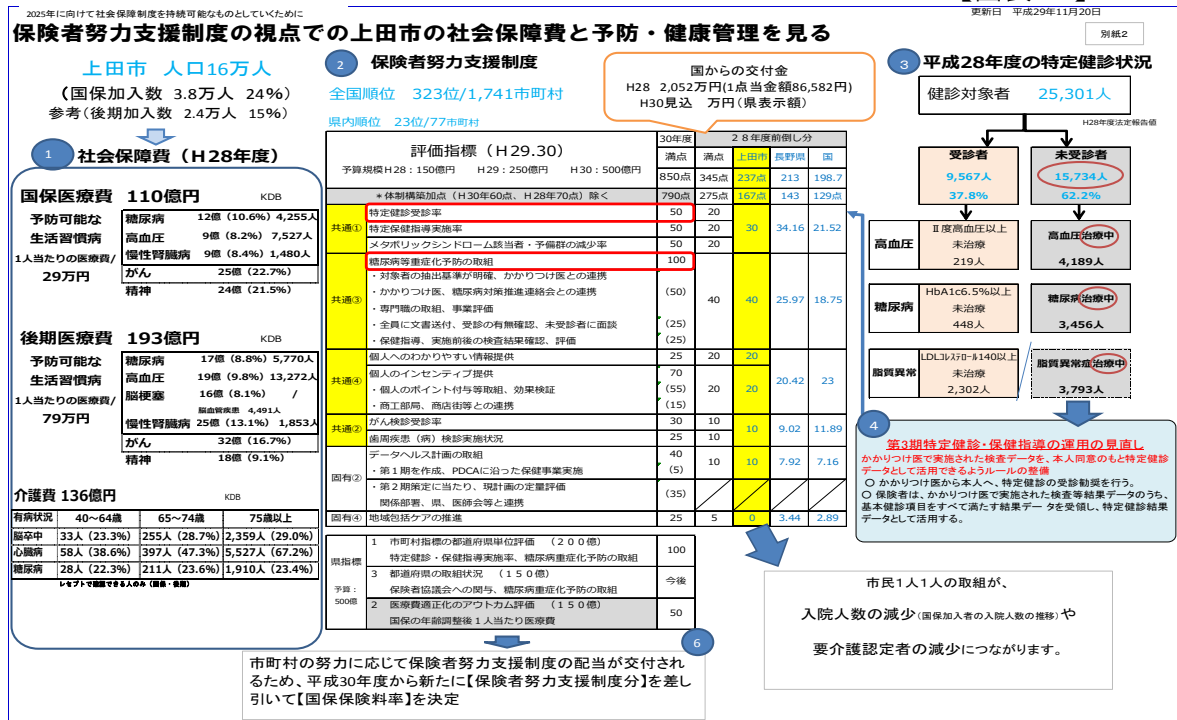 2025年に向けて社会保障制度を持続可能なものとしていくために
更新日 平成29年11月20日
保険者努力支援制度の視点での上田市の社会保障費と予防・健康管理を見る
別紙2
上田市 人口16万人
(国保加入数 3.8万人 24%)
参考(後期加入数 2.4万人 15%)
1 社会保障費(H28年度)
国保医療費 110億円 KDB
予防可能な
生活習慣病
1人当たりの医療費/
29万円
糖尿病 12億(10.6%) 4,255人
高血圧 9億(8.2%) 7,527人
慢性腎臓病 9億(8.4%) 1,480人
がん 25億(22.7%)
精神 24億(21.5%)
後期医療費 193億円 KDB
予防可能な
生活習慣病
1人当たりの医療費/
79万円
糖尿病 17億(8.8%) 5,770人
高血圧 19億(9.8%) 13,272人
脳梗塞 16億(8.1%) /
脳血管疾患 4,491人
慢性腎臓病 25億(13.1%) 1,853人
がん 32億(16.7%)
精神 18億(9.1%)
介護費 136億円 KDB
有病状況 40~64歳 65~74歳 75歳以上
脳卒中 33人(23.3%) 255人(28.7%) 2,359人(29.0%)
心臓病 58人(38.6%) 397人(47.3%) 5,527人(67.2%)
糖尿病 28人(22.3%) 211人(23.6%) 1,910人(23.4%)
レセプトで確認できる人のみ(国保・後期)
2 保険者努力支援制度
全国順位 323位/1,741市町村
県内順位 23位/77市町村
国からの交付金
H28 2,052万円(1点当金額86,582円)
H30見込 万円(県表示額)
評価指標(H29.30)
予算規模H28:150億円 H29:250億円 H30:500億円
30年度 28年度前倒し分
満点 満点 上田市 長野県 国
850点 345点 237点 213 198.7
*体制構築加点(H30年60点、H28年70点)除く 790点 275点 167点 143 129点
共通① 特定健診受診率 50 20
特定保健指導実施率 50 20 30 34.16 21.52
メタボリックシンドローム該当者・予備群の減少率 50 20
共通③ 糖尿病等重症化予防の取組 100
・対象者の抽出基準が明確、かかりつけ医との連携
・かかりつけ医、糖尿病対策推進連絡会との連携 (50)
・専門職の取組、事業評価 40 40 25.97 18.75
・全員に文書送付、受診の有無確認、未受診者に面談 (25)
・保健指導、実施前後の検査結果確認、評価 (25)
共通④ 個人へのわかりやすい情報提供 25 20 20
個人のインセンティブ提供 70
・個人のポイント付与等取組、効果検証 (55) 20 20 20.42 23
・商工部局、商店街等との連携 (15)
共通② がん検診受診率 30 10
歯周疾患(病)検診実施状況 25 10 10 9.02 11.89
固有② データヘルス計画の取組 40
・第1期を作成、PDCAに沿った保健事業実施 (5) 10 10 7.92 7.16
・第2期策定に当たり、現計画の定量評価
関係部署、県、医師会等と連携 (35)
固有④ 地域包括ケアの推進 25 5 0 3.44 2.89
県指標
予算:
500億
1 市町村指標の都道府県単位評価 (200億)
特定健診・保健指導実施率、糖尿病重症化予防の取組 100
3 都道府県の取組状況 (150億)
保険者協議会への関与、糖尿病重症化予防の取組 今後
2 医療費適正化のアウトカム評価 (150億)
国保の年齢調整後1人当たり医療費 50
6
市町村の努力に応じて保険者努力支援制度の配当が交付され
るため、平成30年度から新たに【保険者努力支援制度分】を差し
引いて【国保保険料率】を決定
3 平成28年度の特定健診状況
健診対象者 25,301人
H28年度法定報告値
受診者
9,567人
37.8%
未受診者
15,734人
62.2%
高血圧
Ⅱ度高血圧以上
未治療
219人
高血圧治療中
4,189人
糖尿病
HbA1c6.5%以上
未治療
448人
糖尿病治療中
3,456人
脂質異常
LDLコレステロール140以上
未治療
2,302人
脂質異常症治療中
3,793人
4
第3期特定健診・保健指導の運用の見直し
かかりつけ医で実施された検査データを、本人同意のもと特定健診
データとして活用できるようルールの整備
○ かかりつけ医から本人へ、特定健診の受診勧奨を行う。
○ 保険者は、かかりつけ医で実施された検査等結果データのうち、
基本健診項目をすべて満たす結果デー タを受領し、特定健診結果
データとして活用する。
市民1人1人の取組が、
入院人数の減少(国保加入者の入院人数の推移)や
要介護認定者の減少につながります。